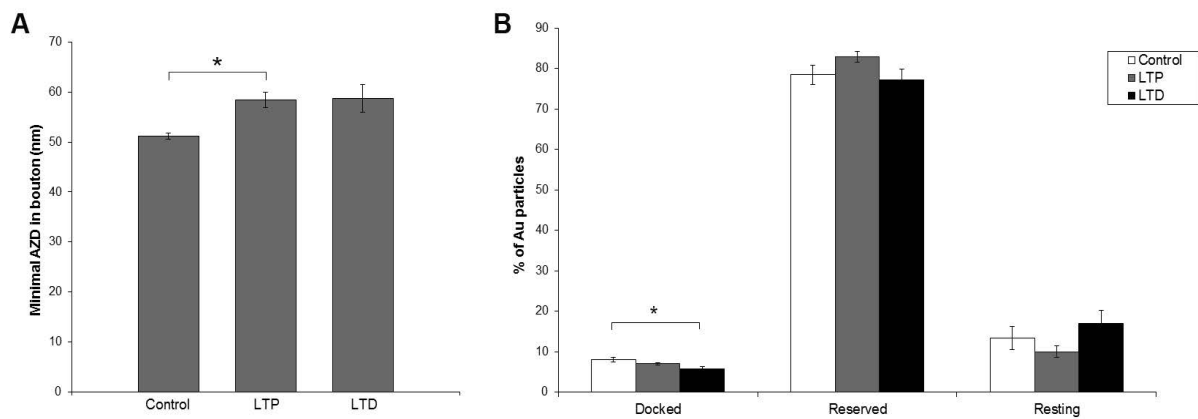 A
Minimal AZD in bouton (nm)
70
60
50
40
30
20
10
0
*
Control LTP LTD
B
% of Au particles
90
80
70
60
50
40
30
20
10
0
*
Docked Reserved Resting
Control
LTP
LTD